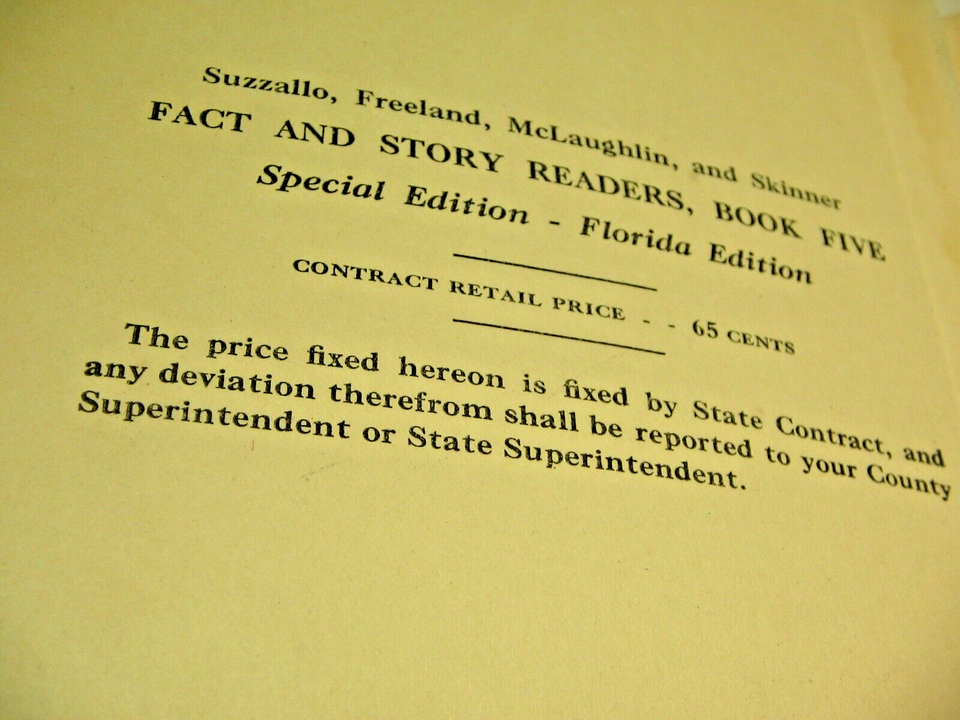 Suzzallo, Freeland, McLaughlin, and Skinner
FACT AND STORY READERS, BOOK FIVE
Special Edition - Florida Edition
CONTRACT RETAIL PRICE - - 65 CENTS
The price fixed hereon is fixed by State Contract, and
any deviation therefrom shall be reported to your County
Superintendent or State Superintendent.